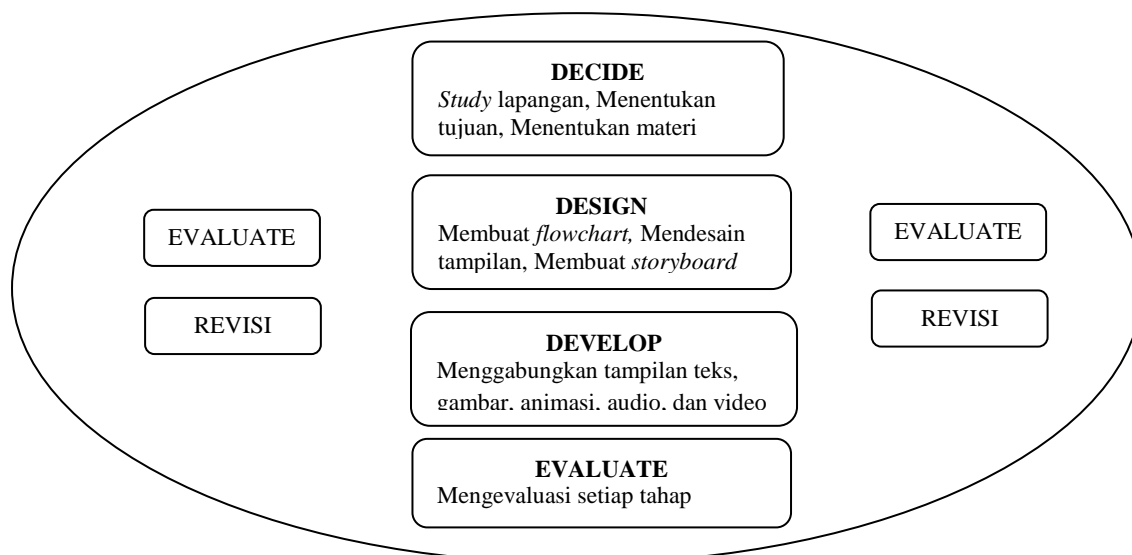 DECIDE
Study lapangan, Menentukan
tujuan, Menentukan materi
DESIGN
Membuat flowchart, Mendesain
tampilan, Membuat storyboard
EVALUATE
REVISI
EVALUATE
REVISI
DEVELOP
Menggabungkan tampilan teks,
gambar, animasi, audio, dan video
EVALUATE
Mengevaluasi setiap tahap